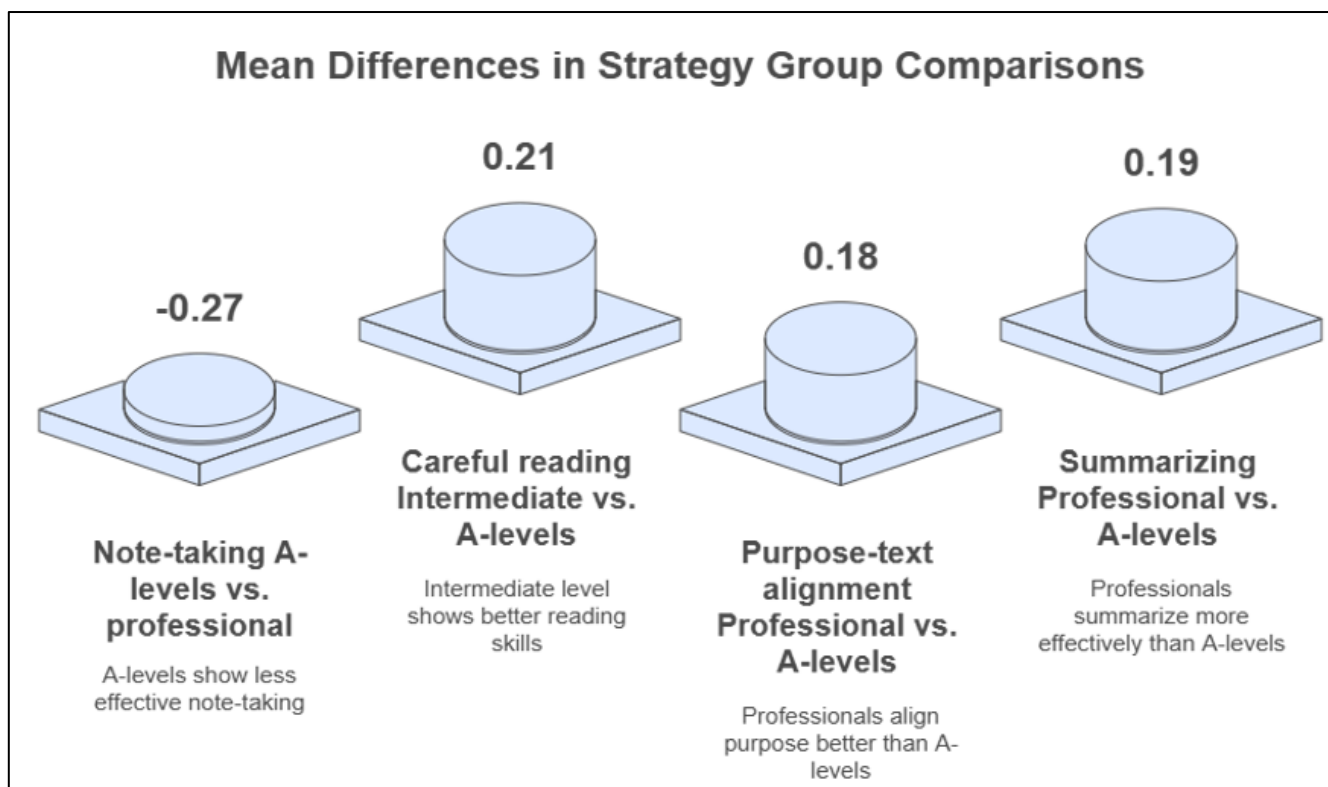 Mean Differences in Strategy Group Comparisons
-0.27
Note-taking A-
levels vs.
professional
A-levels show less
effective note-taking
0.21
Careful reading
Intermediate vs.
A-levels
Intermediate level
shows better reading
skills
0.18
Purpose-text
alignment
Professional vs.
A-levels
Professionals align
purpose better than A-
levels
0.19
Summarizing
Professional vs.
A-levels
Professionals
summarize more
effectively than A-levels